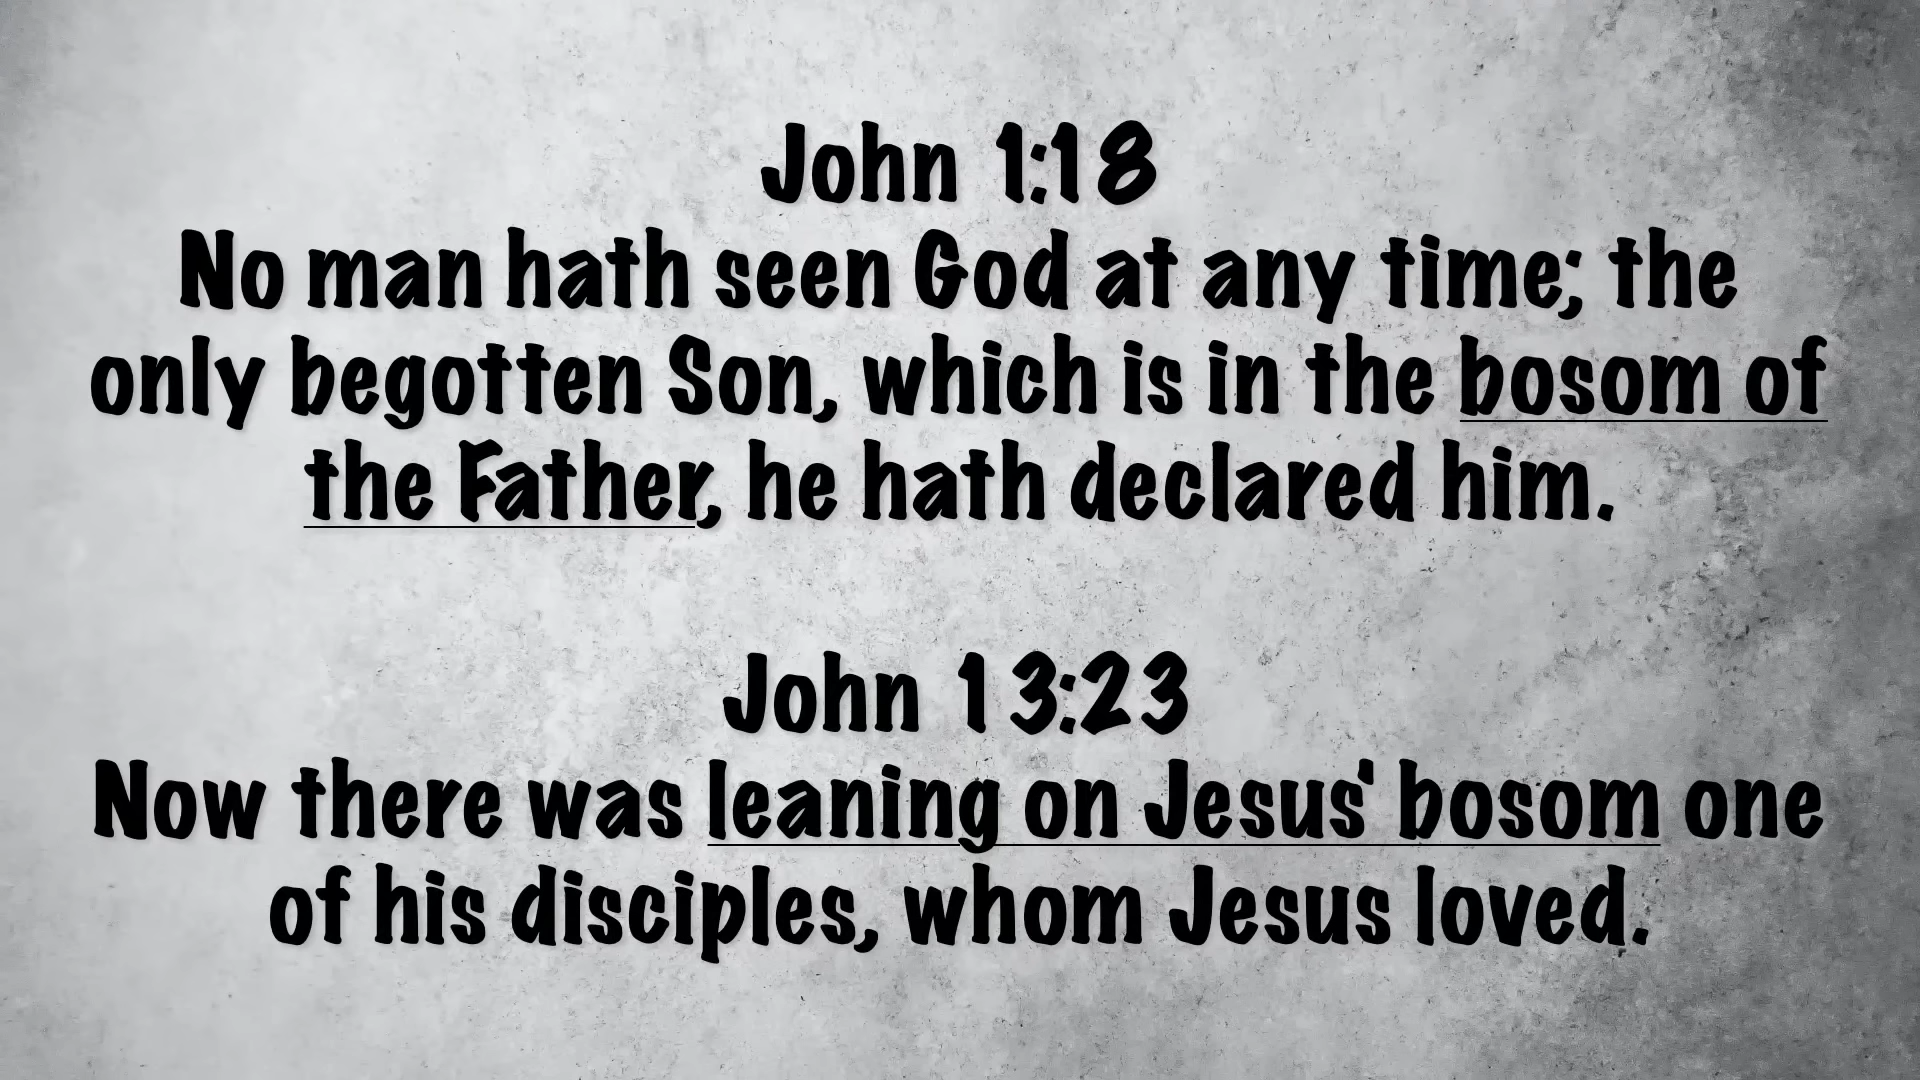 John 1:18
No man hath seen God at any time; the
only begotten Son, which is in the bosom of
the Father, he hath declared him.
John 13:23
Now there was leaning on Jesus' bosom one
of his disciples, whom Jesus loved.